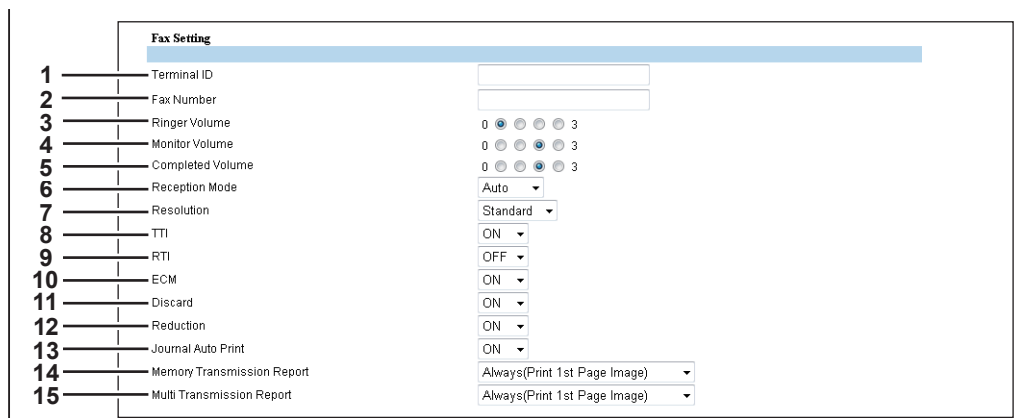 Fax Setting
1 Terminal ID
2 Fax Number
3 Ringer Volume 0 3
4 Monitor Volume 0 3
5 Completed Volume 0 3
6 Reception Mode Auto
7 Resolution Standard
8 TTI ON
9 RTI OFF
10 ECM ON
11 Discard ON
12 Reduction ON
13 Journal Auto Print ON
14 Memory Transmission Report Always(Print 1st Page Image)
15 Multi Transmission Report Always(Print 1st Page Image)